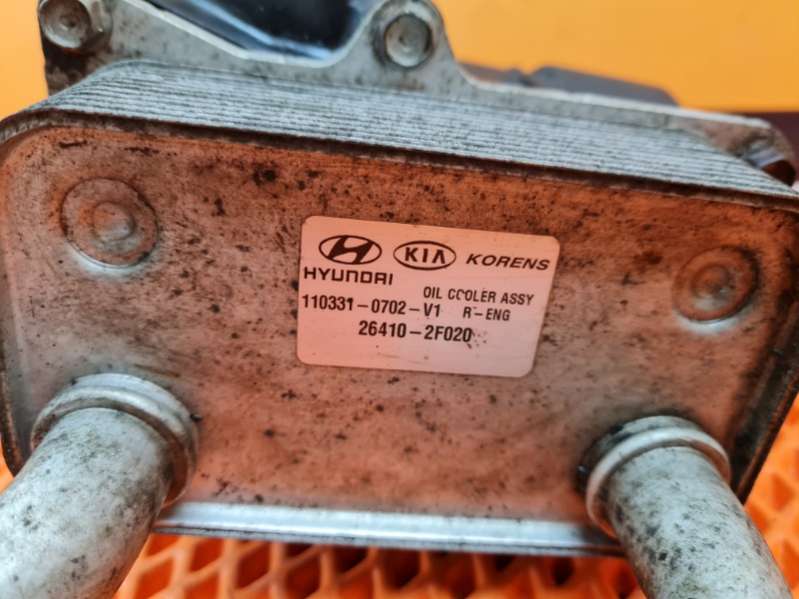 HYUNDAI KIA KORENS
OIL COOLER ASSY
110331-0702-V1 R-ENG
26410-2F020